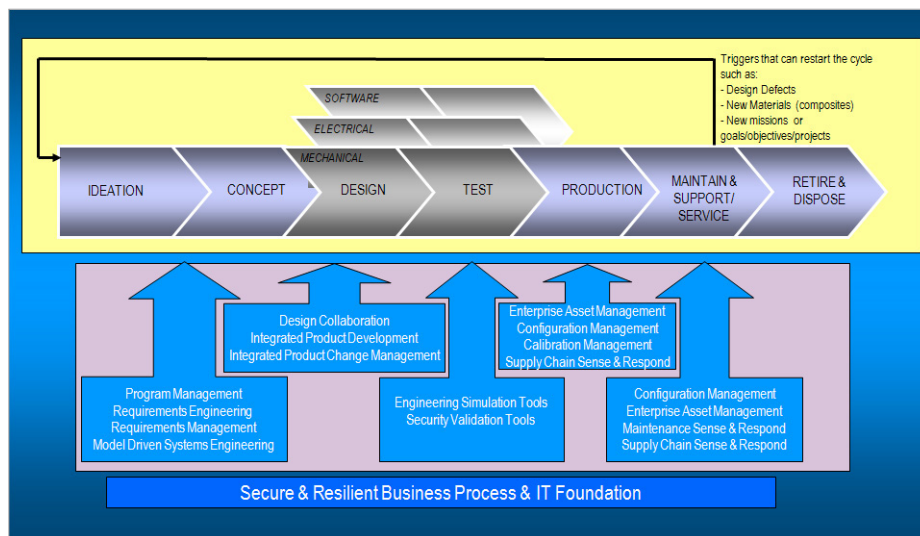 Triggers that can restart the cycle
such as:
- Design Defects
- New Materials (composites)
- New missions or
goals/objectives/projects
SOFTWARE
ELECTRICAL
MECHANICAL
IDEATION
CONCEPT
DESIGN
TEST
PRODUCTION
MAINTAIN &
SUPPORT/
SERVICE
RETIRE &
DISPOSE
Design Collaboration
Integrated Product Development
Integrated Product Change Management
Enterprise Asset Management
Configuration Management
Calibration Management
Supply Chain Sense & Respond
Program Management
Requirements Engineering
Requirements Management
Model Driven Systems Engineering
Engineering Simulation Tools
Security Validation Tools
Configuration Management
Enterprise Asset Management
Maintenance Sense & Respond
Supply Chain Sense & Respond
Secure & Resilient Business Process & IT Foundation